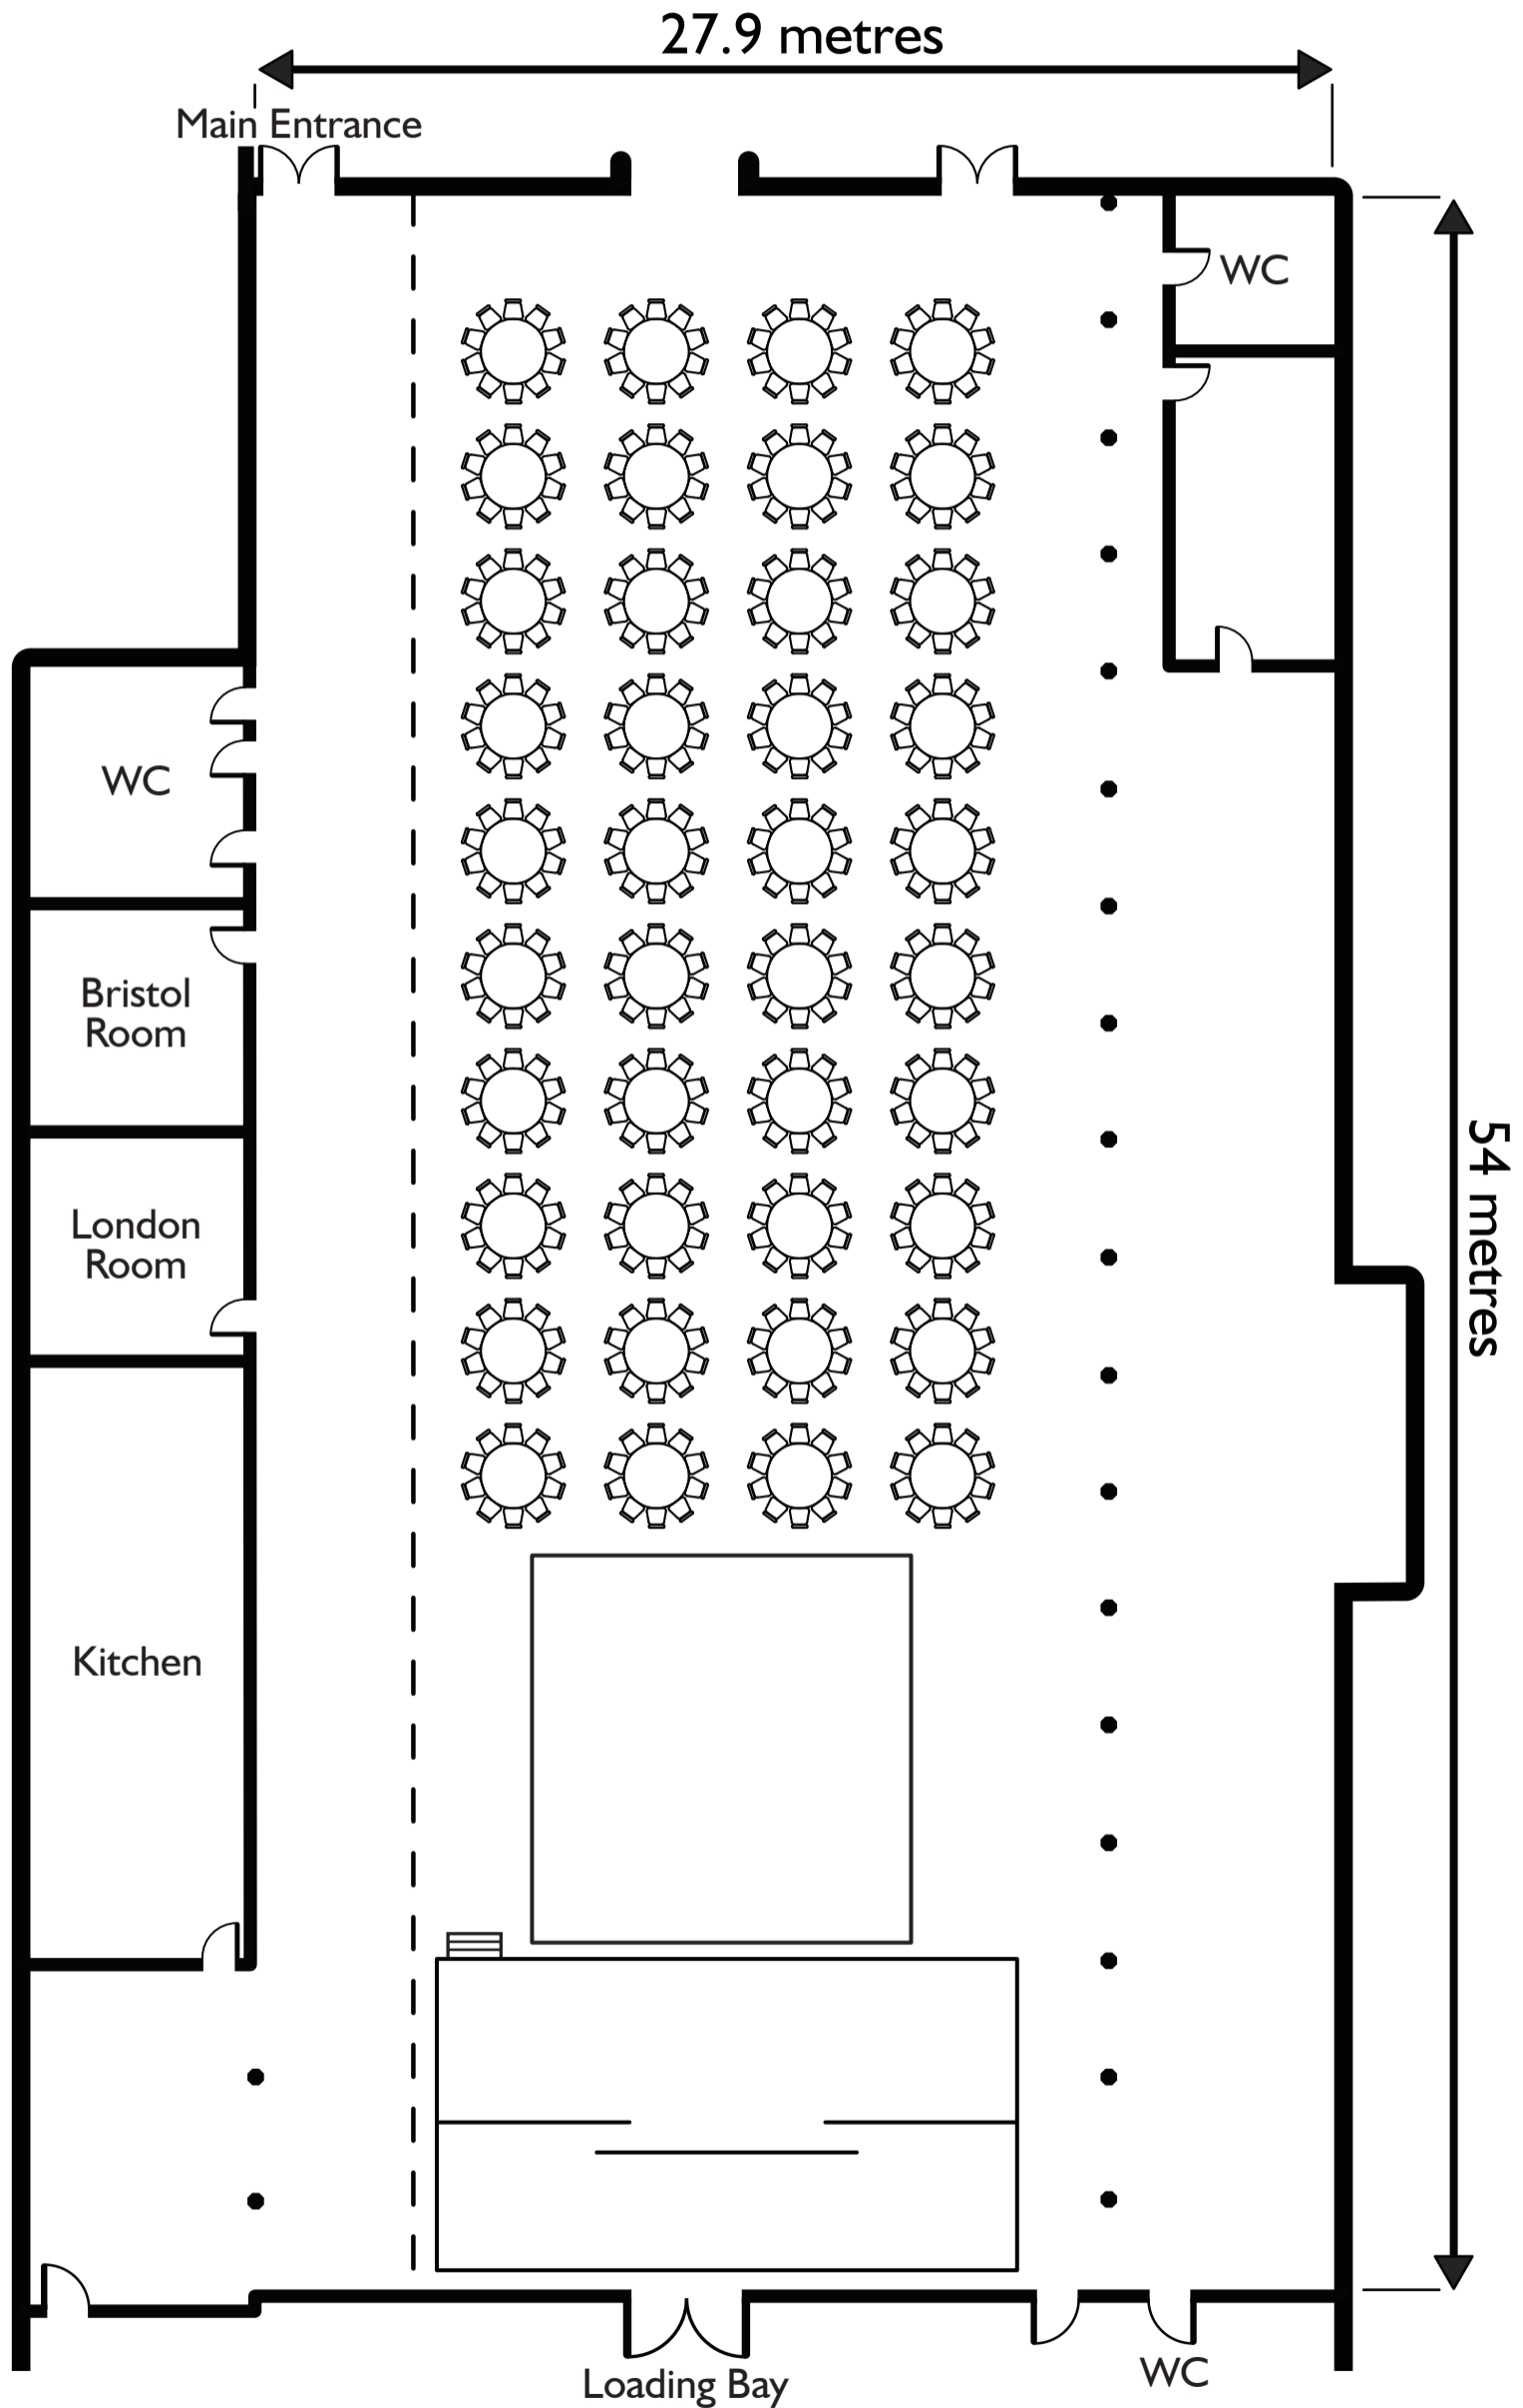 27.9 metres
Main Entrance
WC
WC
Bristol
Room
54 metres
London
Room
Kitchen
WC
Loading Bay